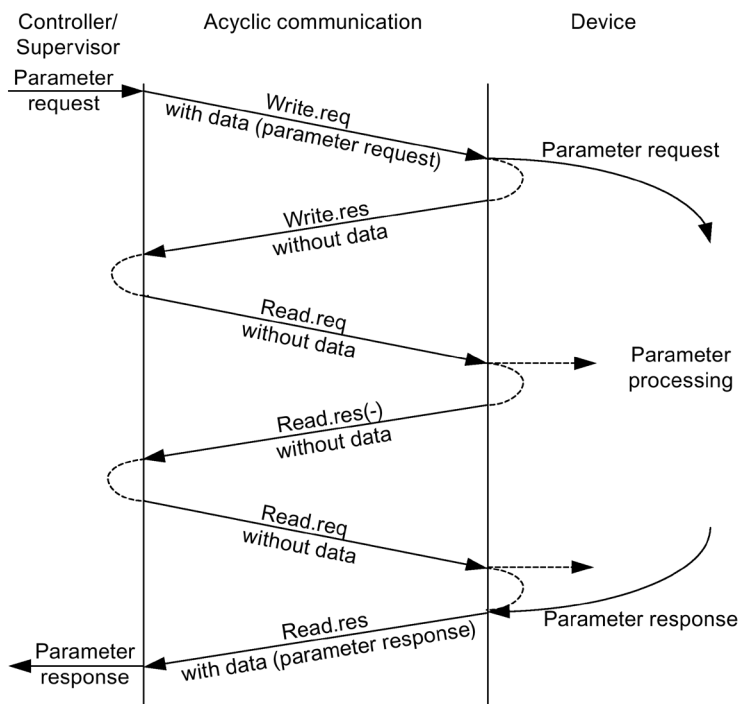 Controller/
Supervisor
Acyclic communication
Device
Parameter
request
Write.req
with data (parameter request)
Parameter request
Write.res
without data
Read.req
without data
Parameter
processing
Read.res(-)
without data
Read.req
without data
Parameter response
Read.res
with data (parameter response)
Parameter
response